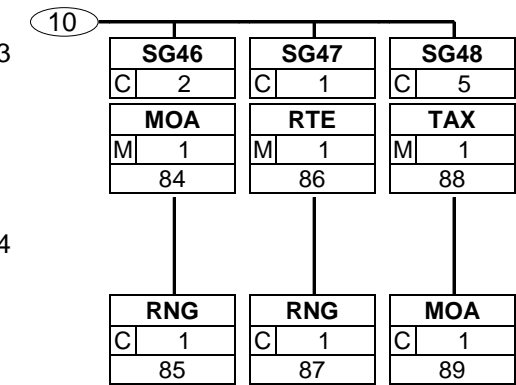 10
3
SG46 SG47 SG48
C 2 C 1 C 5
MOA RTE TAX
M 1 M 1 M 1
84 86 88
4
RNG RNG MOA
C 1 C 1 C 1
85 87 89